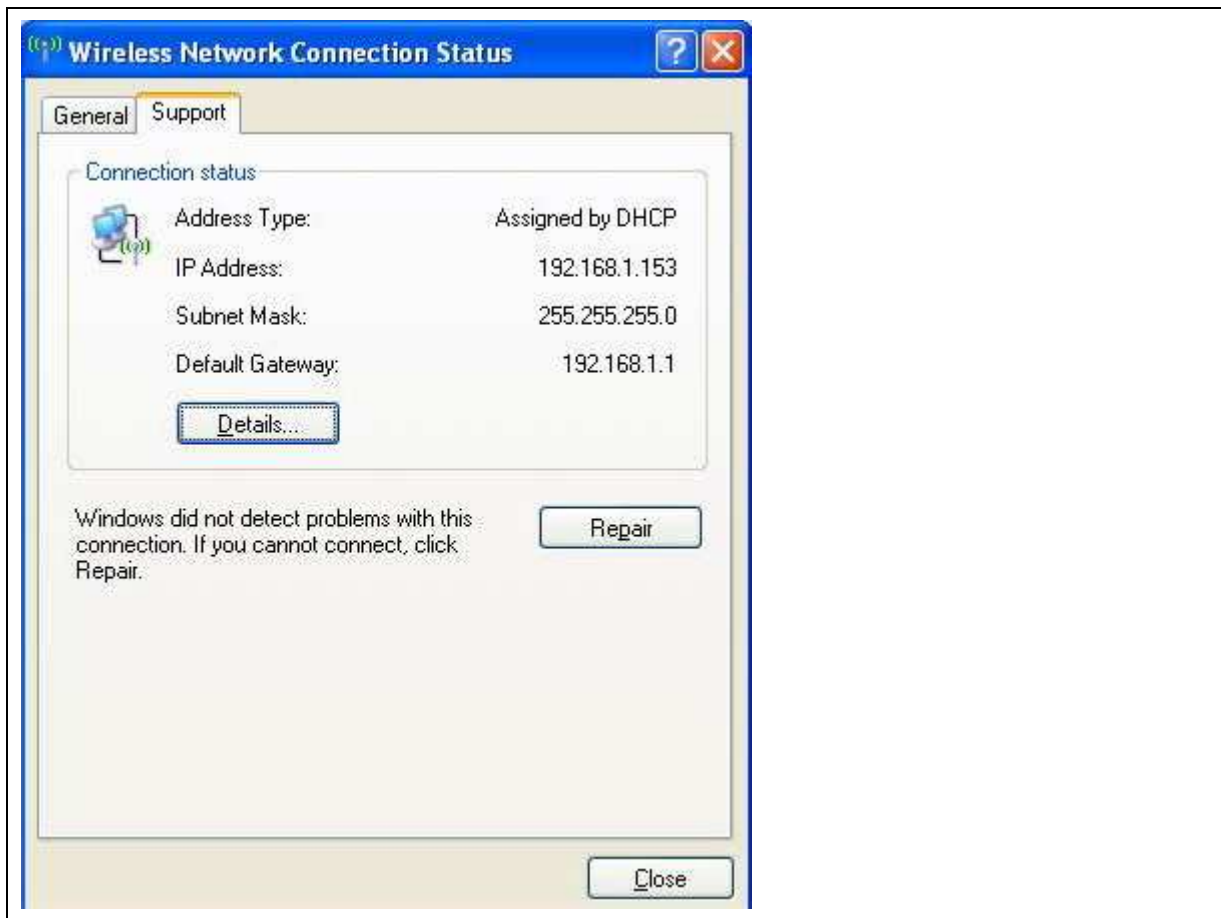 Wireless Network Connection Status
General Support
Connection status
Address Type: Assigned by DHCP
IP Address: 192.168.1.153
Subnet Mask: 255.255.255.0
Default Gateway: 192.168.1.1
Details...
Windows did not detect problems with this
connection. If you cannot connect, click
Repair.
Repair
Close